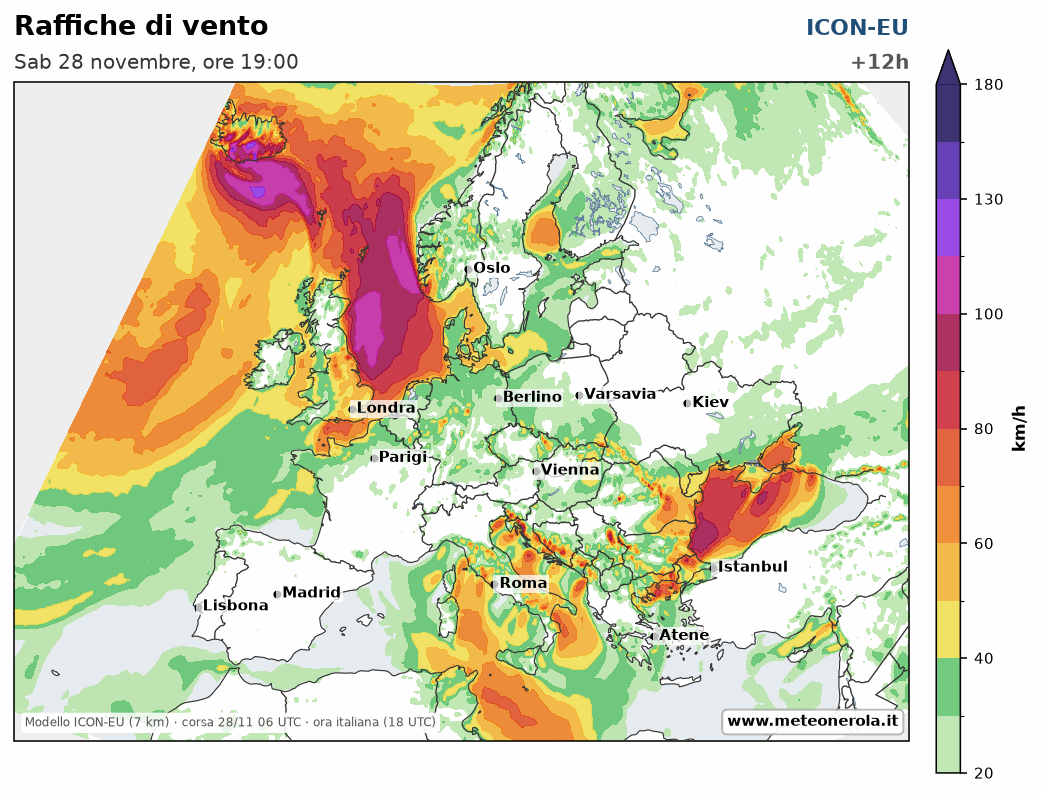 Raffiche di vento
ICON-EU
Sab 28 novembre, ore 19:00
+12h
180
130
100
80
60
40
20
km/h
Oslo
Berlino
Varsavia
Kiev
Londra
Parigi
Vienna
Istanbul
Roma
Madrid
Lisbona
Atene
Modello ICON-EU (7 km) · corsa 28/11 06 UTC · ora italiana (18 UTC)
www.meteonerola.it